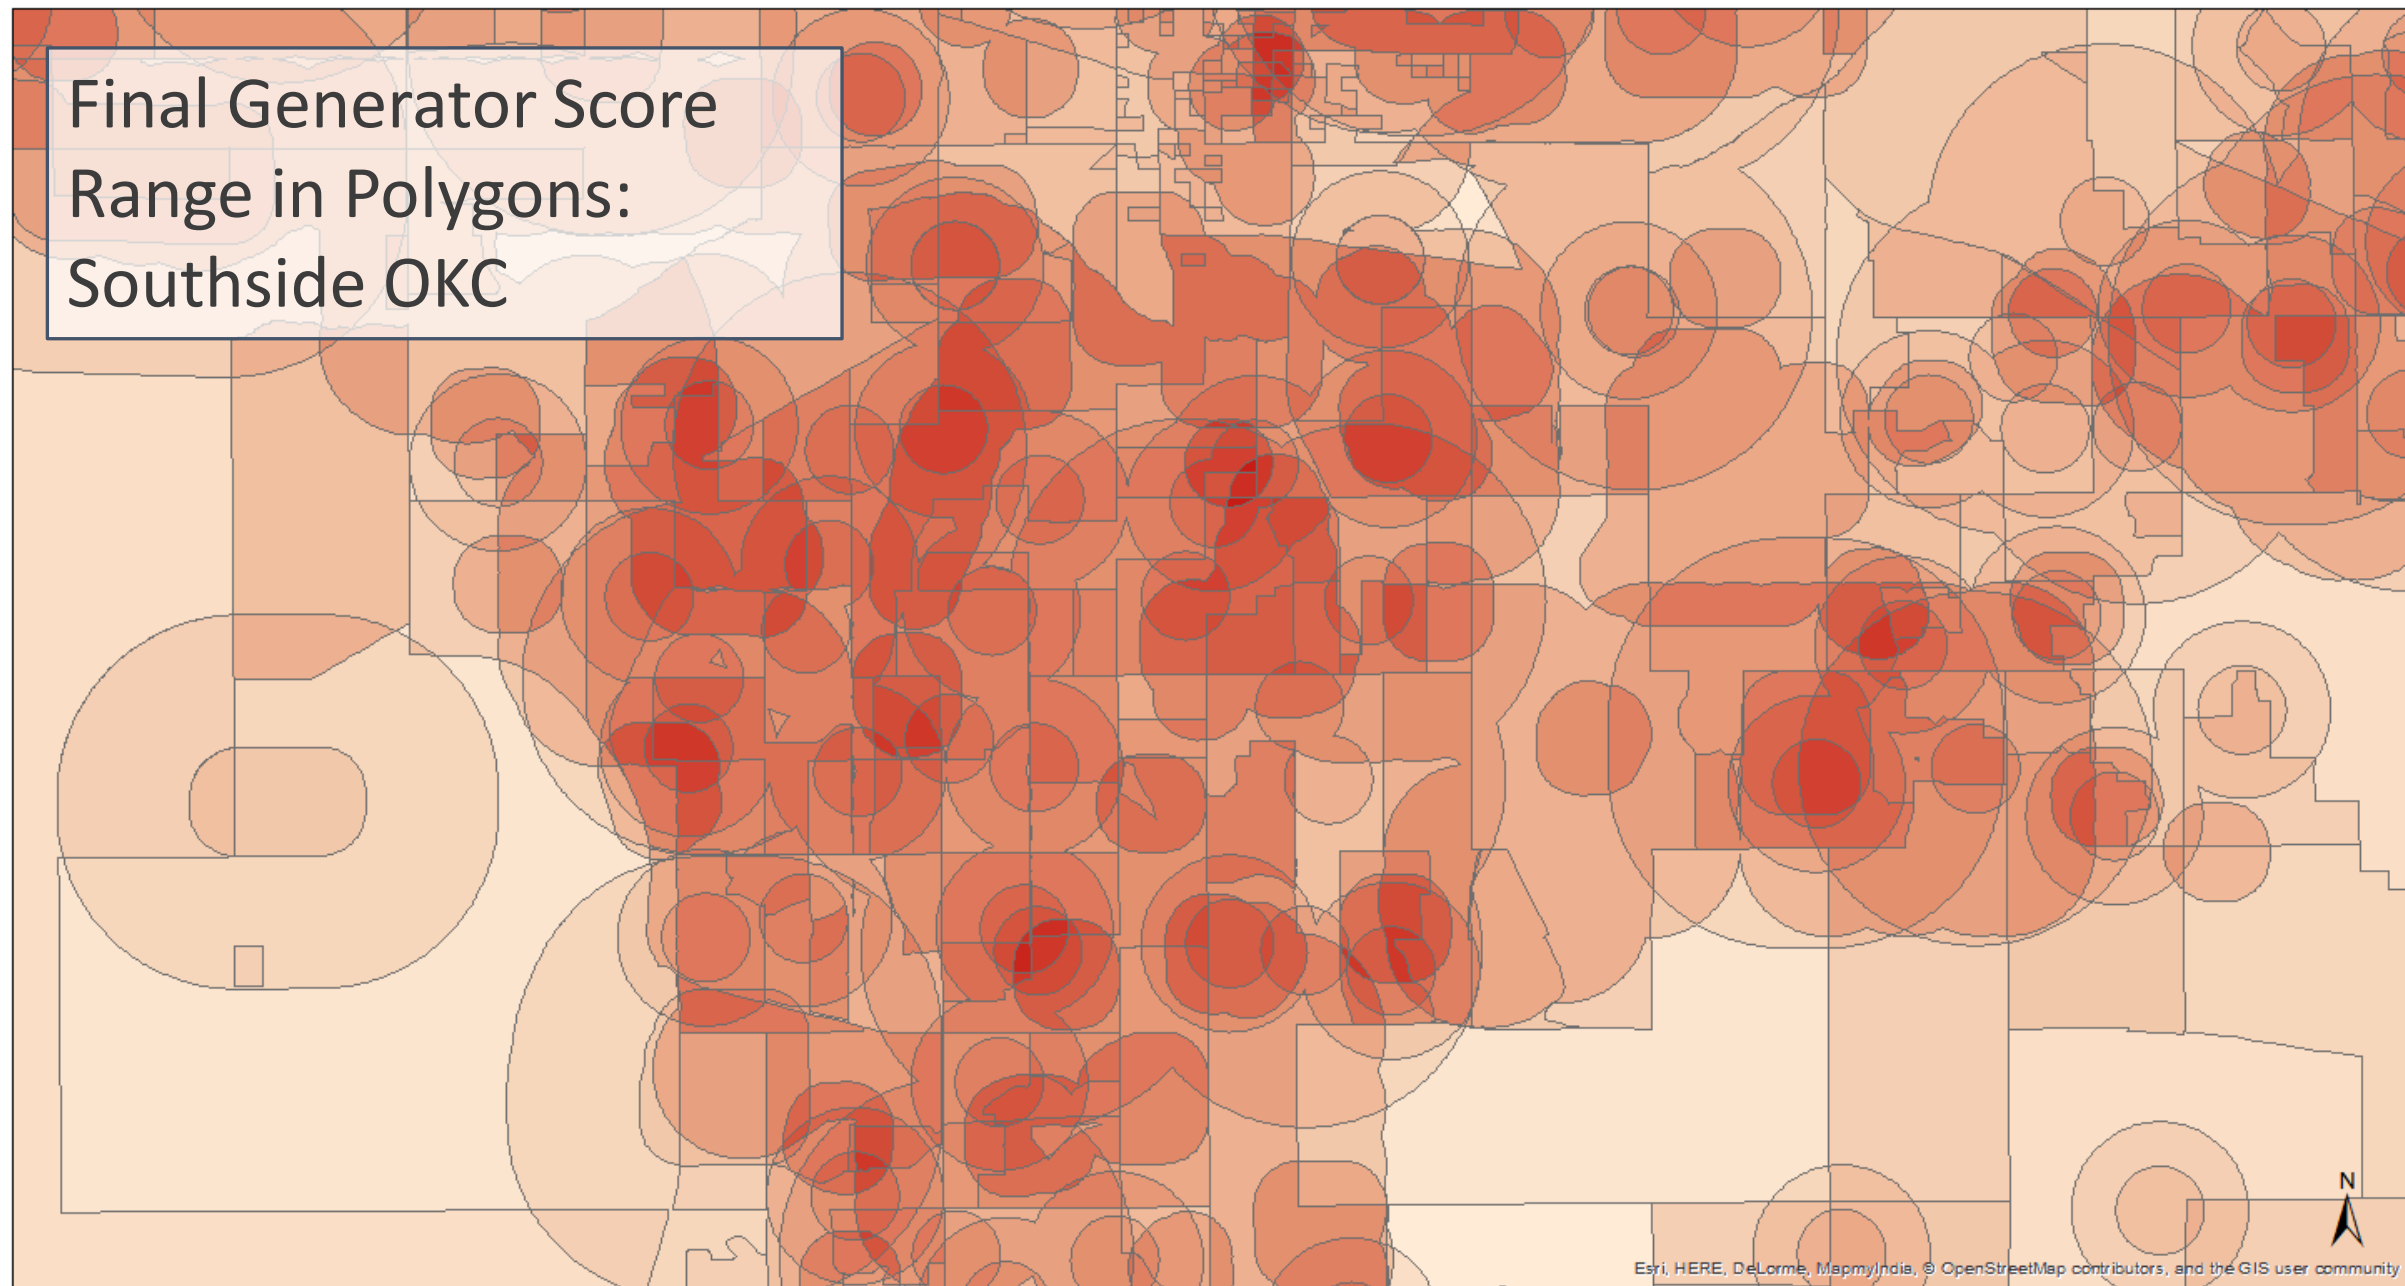 Final Generator Score
Range in Polygons:
Southside OKC
N
Esri, HERE, DeLorme, MapmyIndia, © OpenStreetMap contributors, and the GIS user community